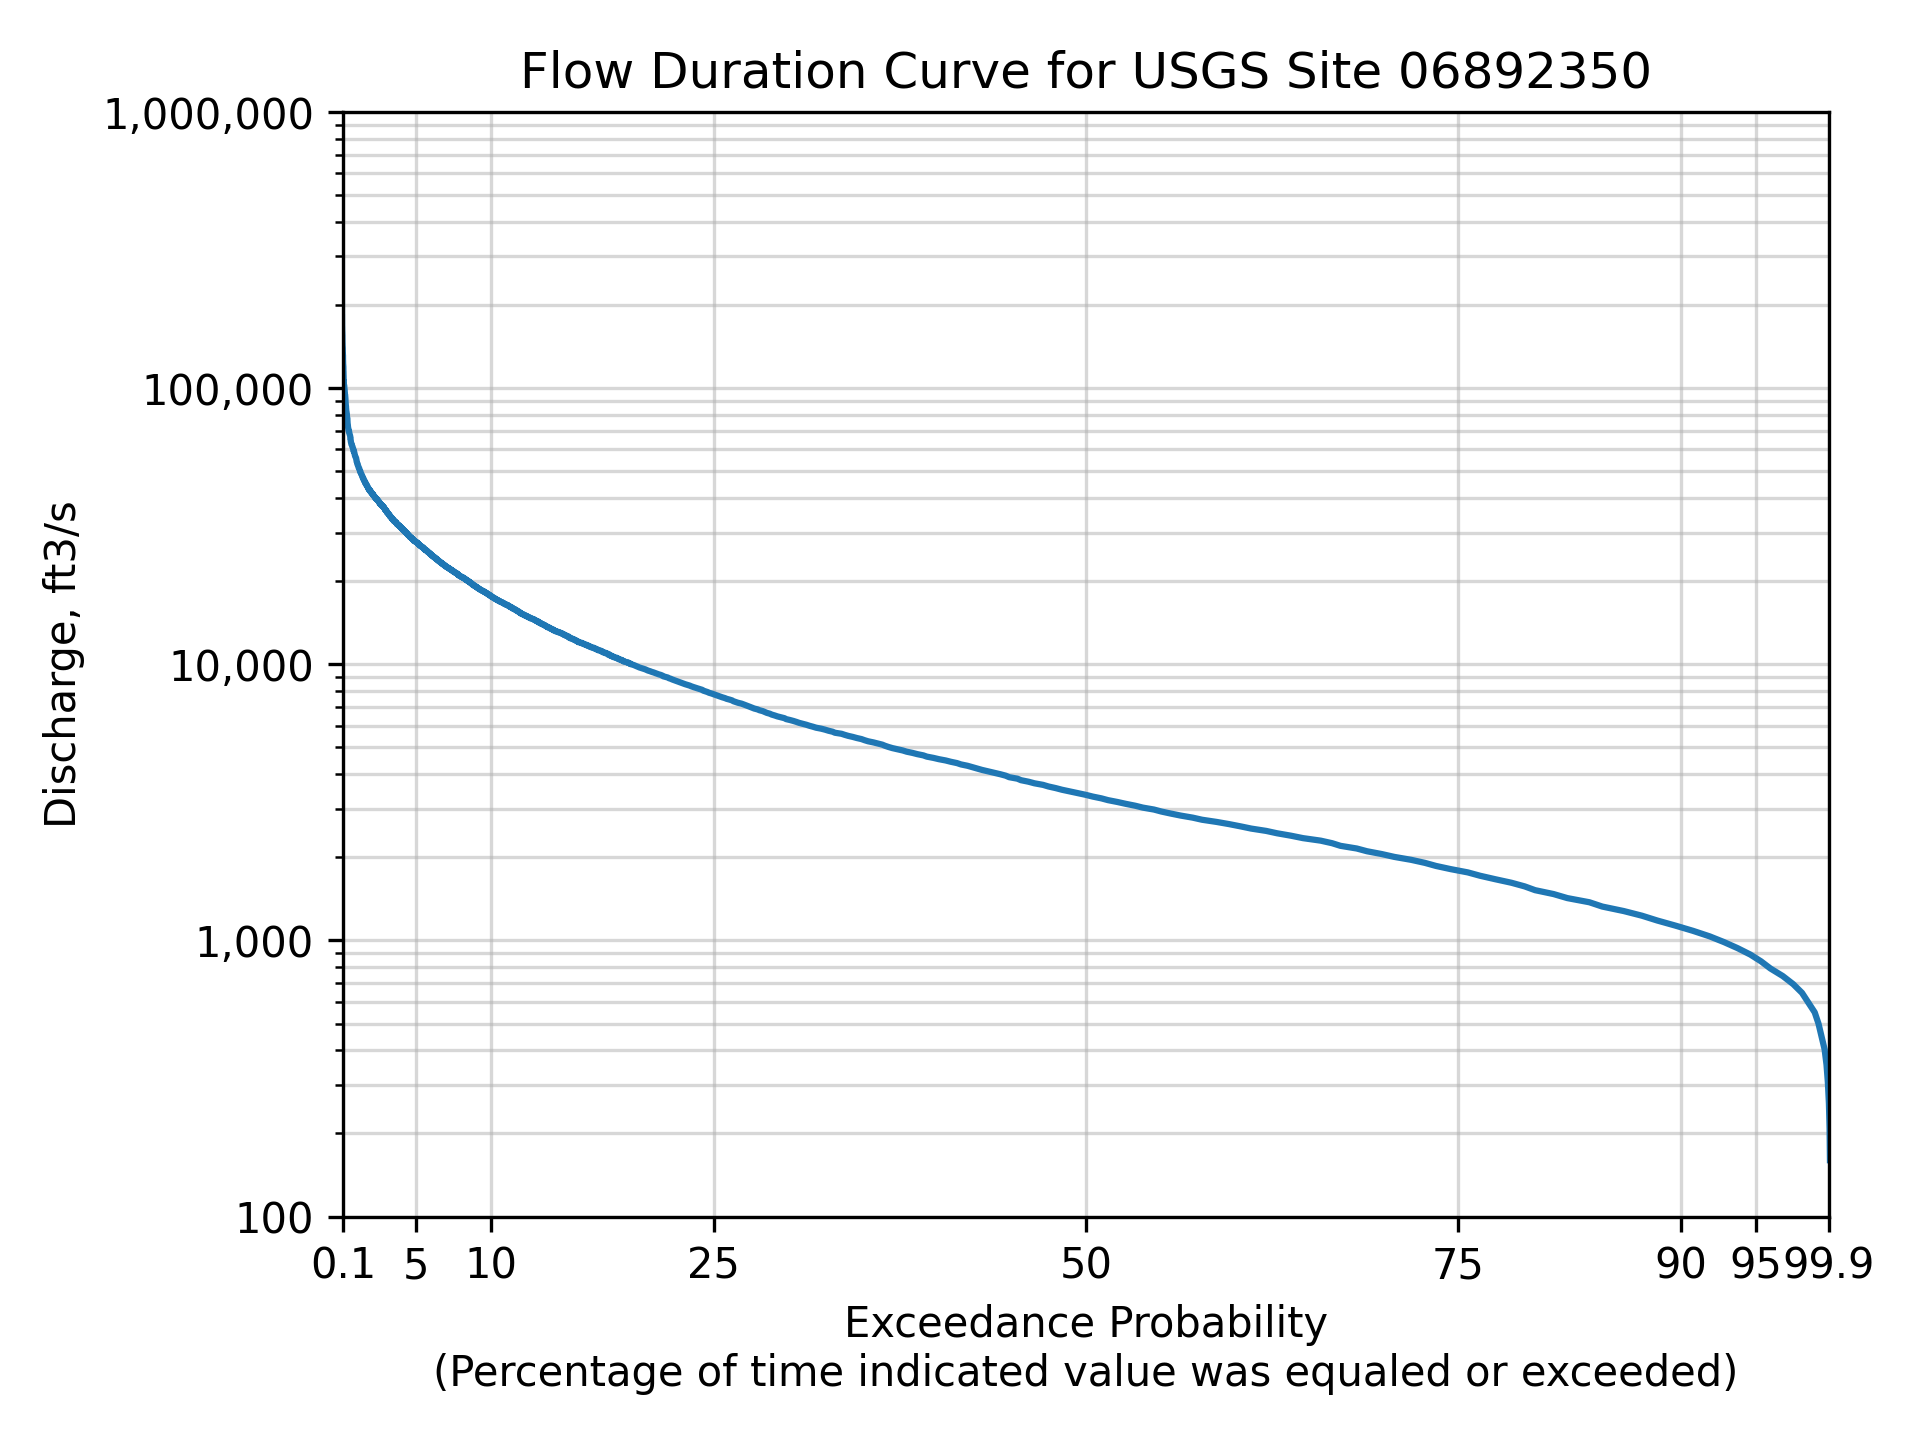 Flow Duration Curve for USGS Site 06892350
1,000,000
100,000
10,000
1,000
100
Discharge, ft3/s
0.1 5 10 25 50 75 90 95 99.9
Exceedance Probability
(Percentage of time indicated value was equaled or exceeded)